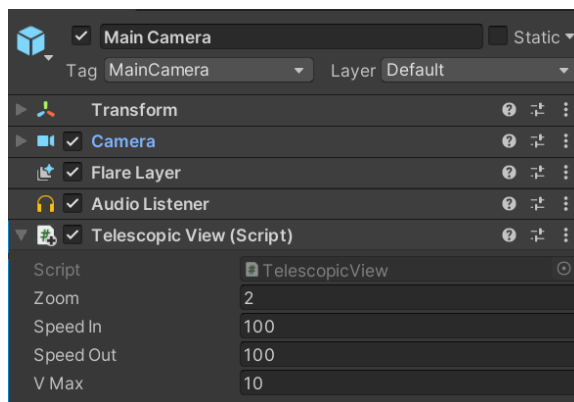 Main Camera Static
Tag MainCamera Layer Default
Transform
Camera
Flare Layer
Audio Listener
Telescopic View (Script)
Script TelescopicView
Zoom 2
Speed In 100
Speed Out 100
V Max 10